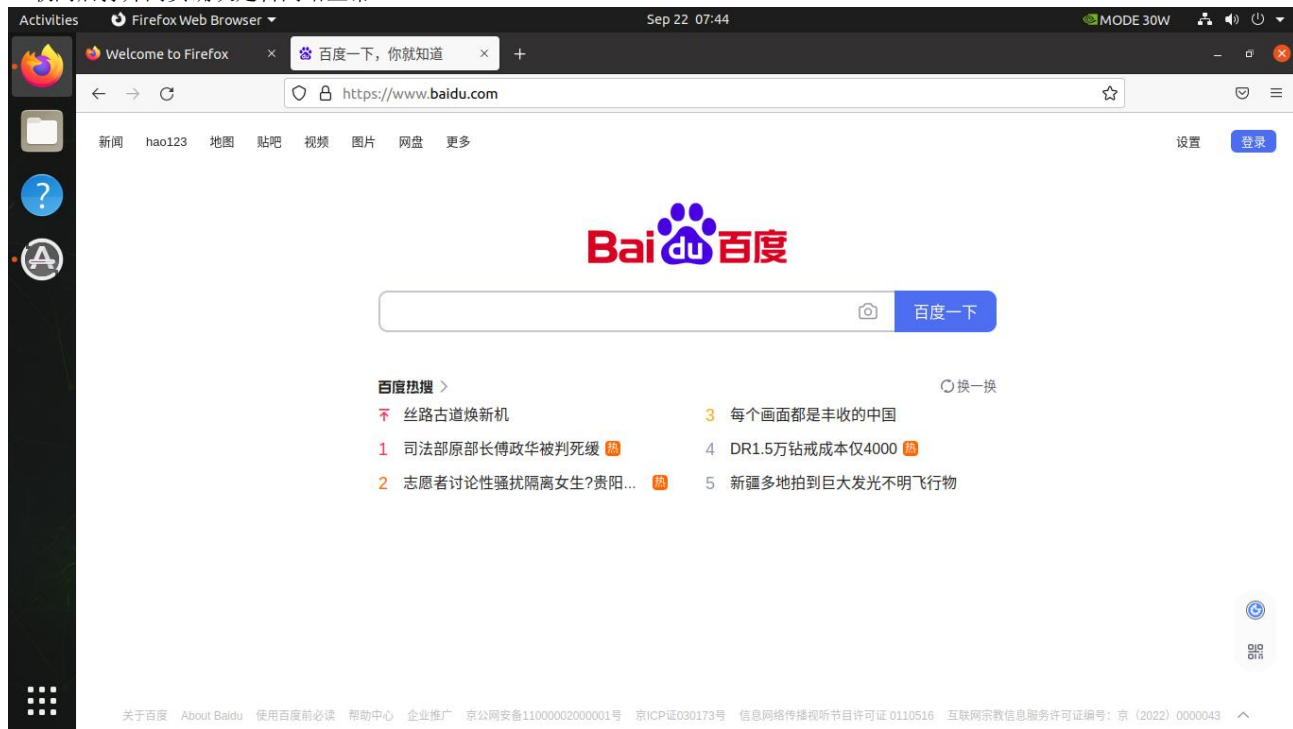 Activities Firefox Web Browser Sep 22 07:44 MODE 30W
Welcome to Firefox 百度一下，你就知道
https://www.baidu.com
新闻 hao123 地图 贴吧 视频 图片 网盘 更多 设置 登录
Bai du 百度
百度一下
百度热搜 换一换
丝路古道焕新机
1 司法部原部长傅政华被判死缓 热
2 志愿者讨论性骚扰隔离女生?贵阳... 热
3 每个画面都是丰收的中国
4 DR1.5万钻戒成本仅4000 热
5 新疆多地拍到巨大发光不明飞行物
关于百度 About Baidu 使用百度前必读 帮助中心 企业推广 京公网安备11000002000001号 京ICP证030173号 信息网络传播视听节目许可证 0110516 互联网宗教信息服务许可证编号：京（2022）0000043